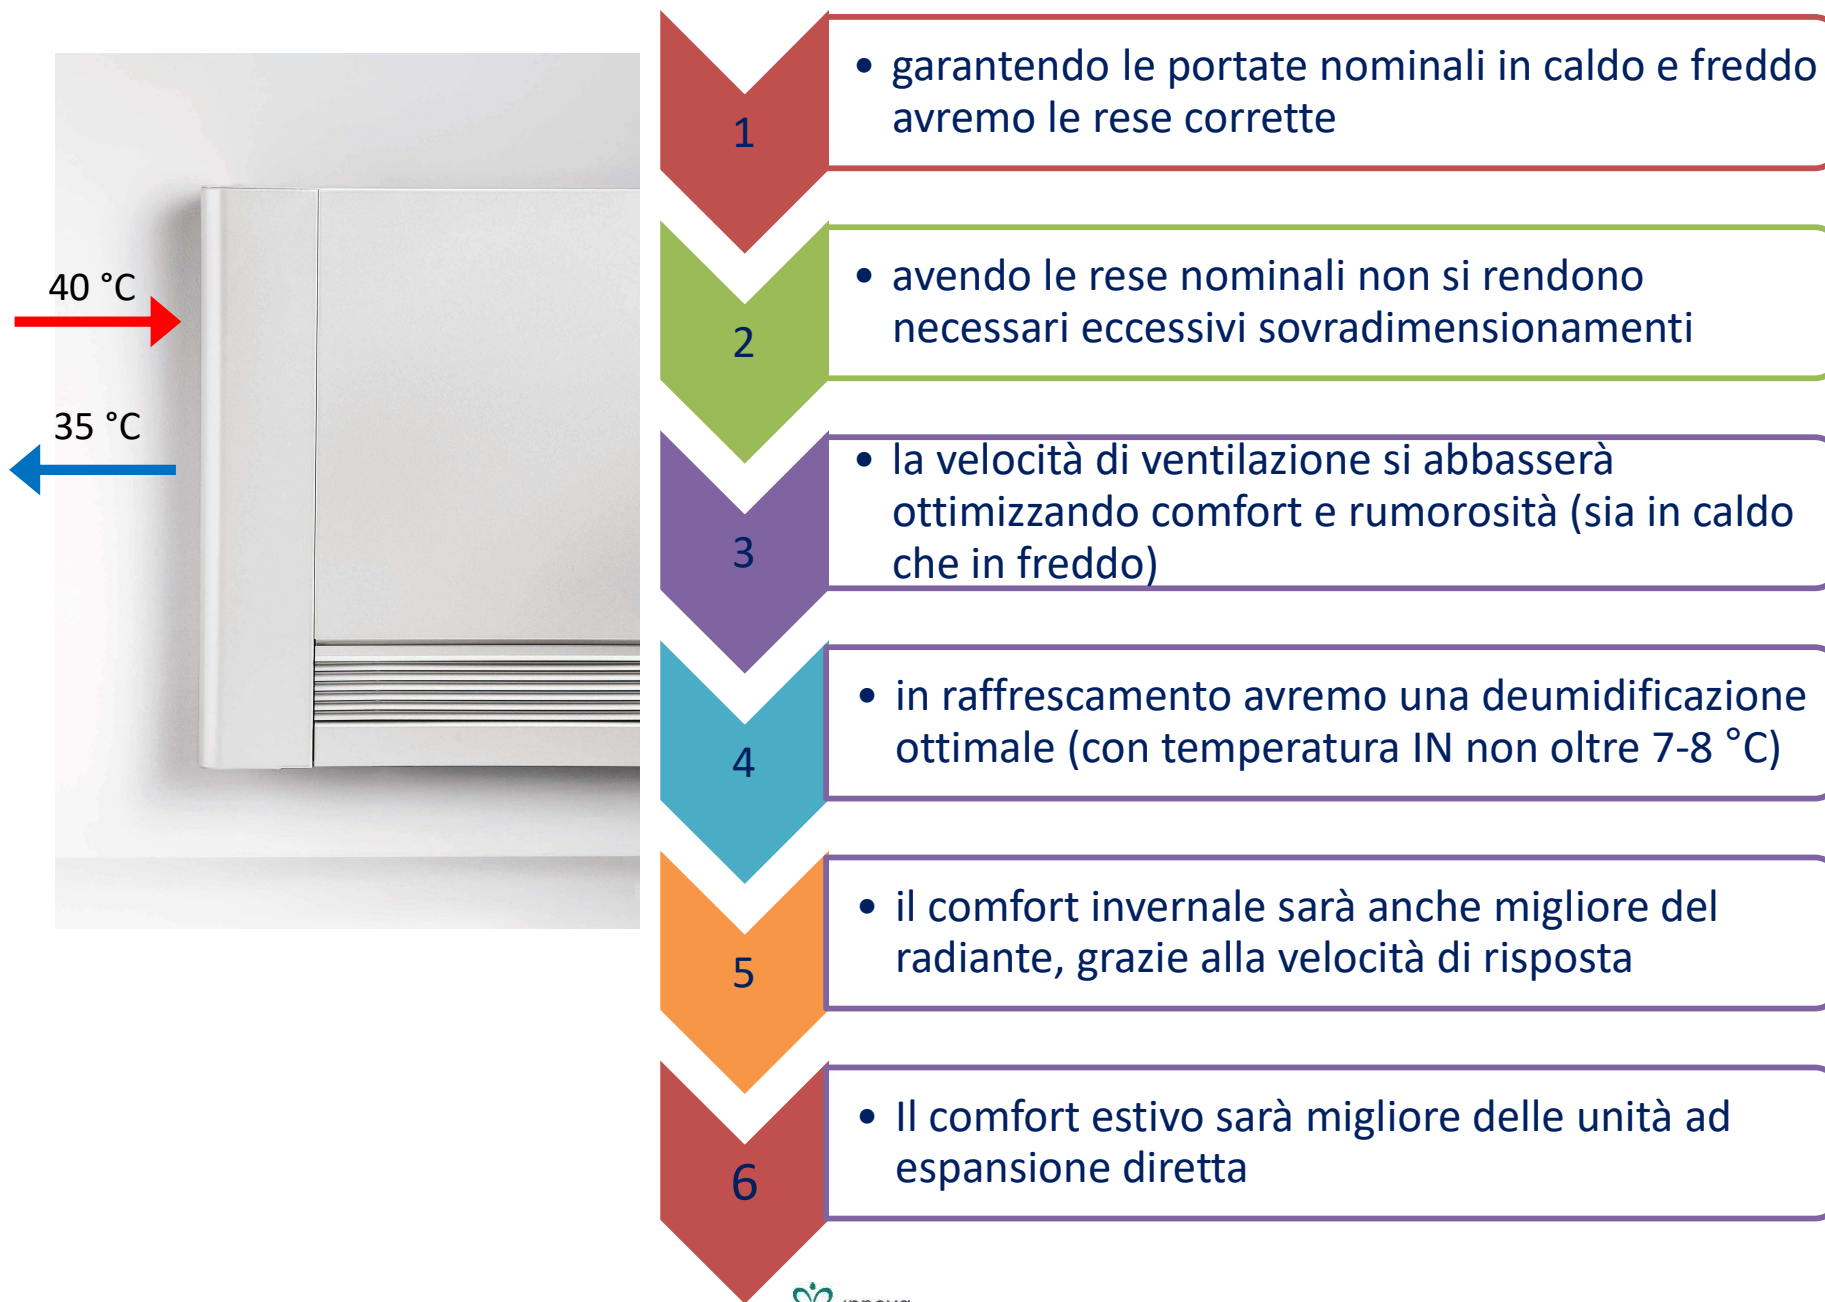 40 °C
35 °C
1
• garantendo le portate nominali in caldo e freddo
avremo le rese corrette
2
• avendo le rese nominali non si rendono
necessari eccessivi sovradimensionamenti
3
• la velocità di ventilazione si abbasserà
ottimizzando comfort e rumorosità (sia in caldo
che in freddo)
4
• in raffrescamento avremo una deumidificazione
ottimale (con temperatura IN non oltre 7-8 °C)
5
• il comfort invernale sarà anche migliore del
radiante, grazie alla velocità di risposta
6
• Il comfort estivo sarà migliore delle unità ad
espansione diretta